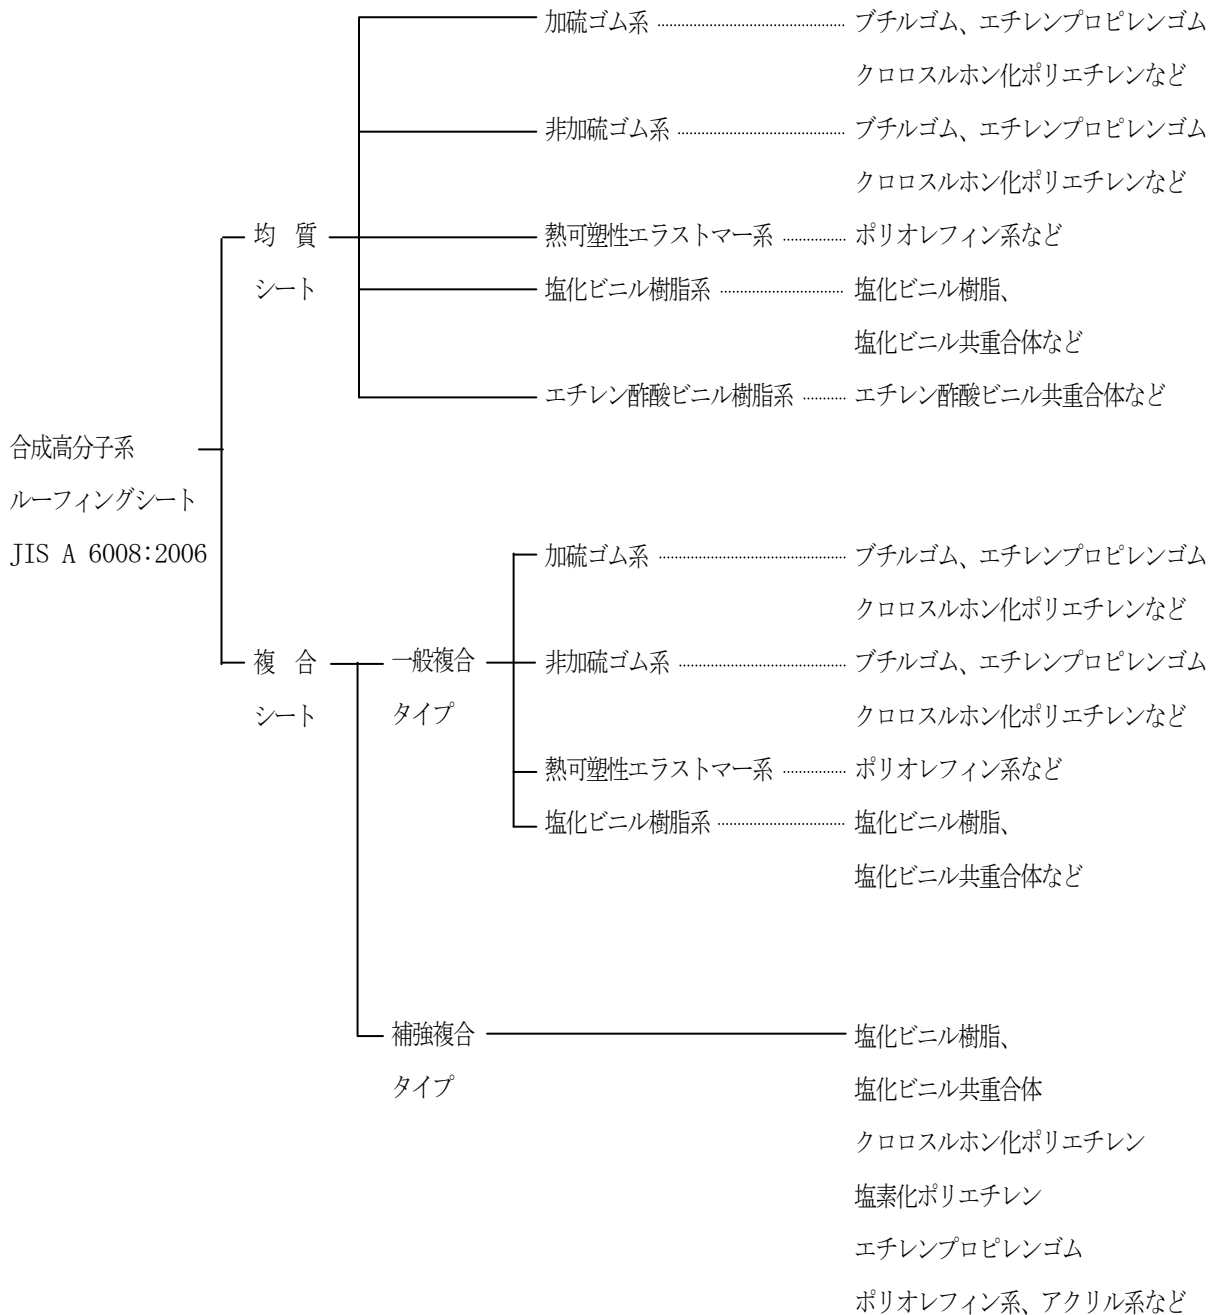 加硫ゴム系 ブチルゴム、エチレンプロピレンゴム
クロロスルホン化ポリエチレンなど
非加硫ゴム系 ブチルゴム、エチレンプロピレンゴム
クロロスルホン化ポリエチレンなど
均 質 熱可塑性エラストマー系 ポリオレフィン系など
シート 塩化ビニル樹脂系 塩化ビニル樹脂、
塩化ビニル共重合体など
エチレン酢酸ビニル樹脂系 エチレン酢酸ビニル共重合体など
合成高分子系
ルーフィングシート
JIS A 6008:2006
加硫ゴム系 ブチルゴム、エチレンプロピレンゴム
クロロスルホン化ポリエチレンなど
複 合 一般複合 非加硫ゴム系 ブチルゴム、エチレンプロピレンゴム
シート タイプ クロロスルホン化ポリエチレンなど
熱可塑性エラストマー系 ポリオレフィン系など
塩化ビニル樹脂系 塩化ビニル樹脂、
塩化ビニル共重合体など
補強複合 塩化ビニル樹脂、
タイプ 塩化ビニル共重合体
クロロスルホン化ポリエチレン
塩素化ポリエチレン
エチレンプロピレンゴム
ポリオレフィン系、アクリル系など